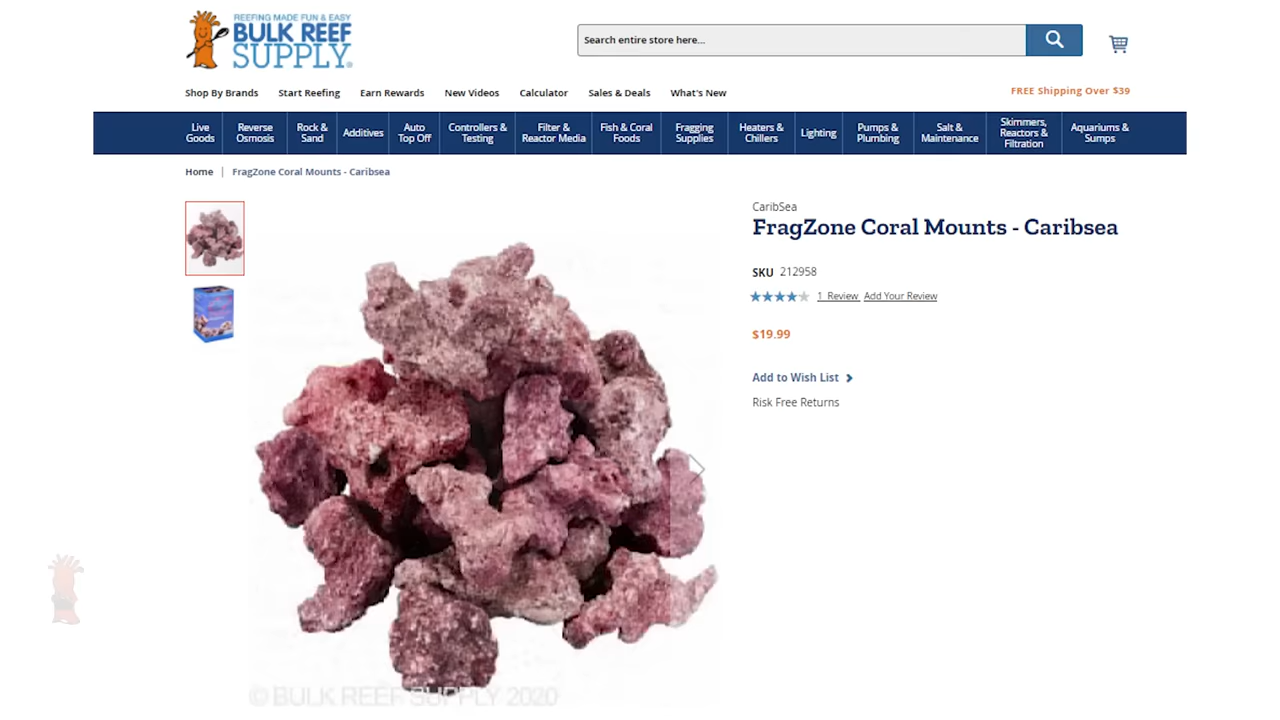 REEFING MADE FUN & EASY
BULK REEF
SUPPLY®
Search entire store here...
Shop By Brands
Start Reefing
Earn Rewards
New Videos
Calculator
Sales & Deals
What's New
FREE Shipping Over $39
Live
Goods
Reverse
Osmosis
Rock &
Sand
Additives
Auto
Top Off
Controllers &
Testing
Filter &
Reactor Media
Fish & Coral
Foods
Fragging
Supplies
Heaters &
Chillers
Lighting
Pumps &
Plumbing
Salt &
Maintenance
Skimmers,
Reactors &
Filtration
Aquariums &
Sumps
Home | FragZone Coral Mounts - Caribsea
CaribSea
FragZone Coral Mounts - Caribsea
SKU 212958
1 Review Add Your Review
$19.99
Add to Wish List
Risk Free Returns
© BULK REEF SUPPLY 2020